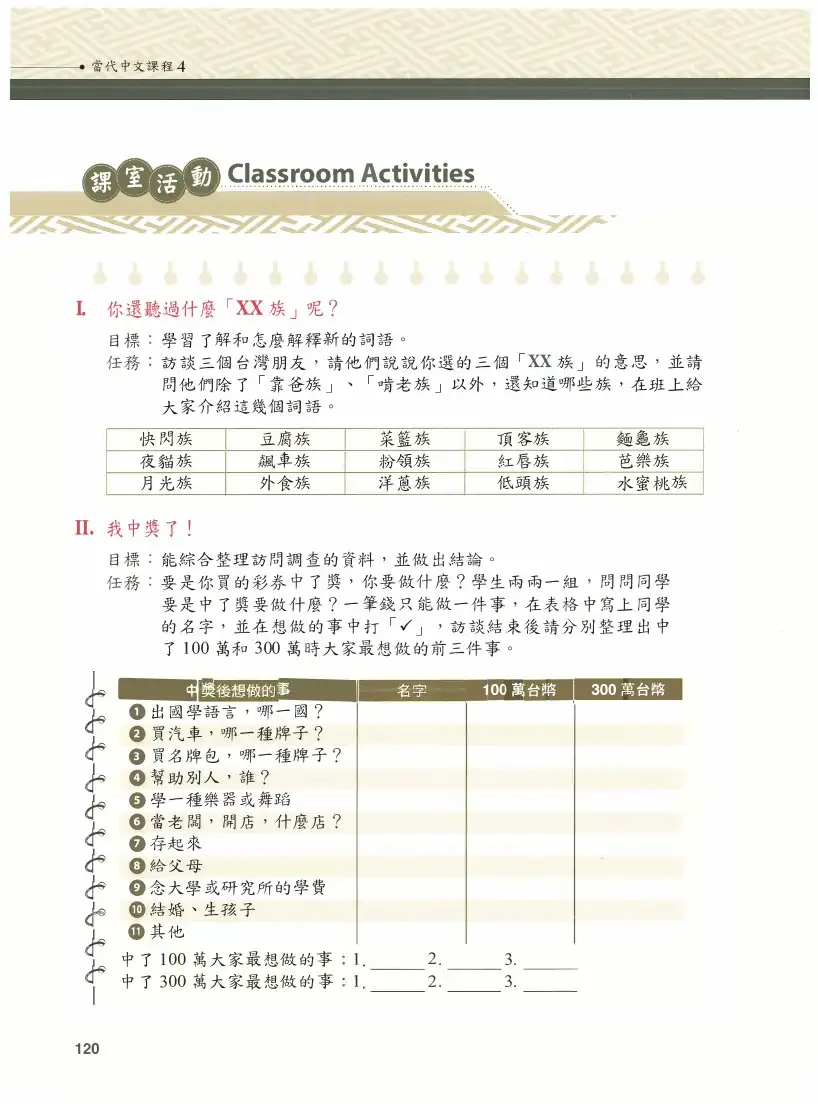 當代中文課程 4
課室活動 Classroom Activities
I. 你還聽過什麼「XX 族」呢？
目標：學習了解和怎麼解釋新的詞語。
任務：訪談三個台灣朋友，請他們說說你選的三個「XX 族」的意思，並請
問他們除了「靠爸族」、「啃老族」以外，還知道哪些族，在班上給
大家介紹這幾個詞語。
快閃族 豆腐族 菜籃族 頂客族 麵龜族
夜貓族 飆車族 粉領族 紅唇族 芭樂族
月光族 外食族 洋蔥族 低頭族 水蜜桃族
II. 我中獎了！
目標：能綜合整理訪問調查的資料，並做出結論。
任務：要是你買的彩券中了獎，你要做什麼？學生兩兩一組，問問同學
要是中了獎要做什麼？一筆錢只能做一件事，在表格中寫上同學
的名字，並在想做的事中打「✓」，訪談結束後請分別整理出中
了 100 萬和 300 萬時大家最想做的前三件事。
中獎後想做的事 名字 100 萬台幣 300 萬台幣
❶ 出國學語言，哪一國？
❷ 買汽車，哪一種牌子？
❸ 買名牌包，哪一種牌子？
❹ 幫助別人，誰？
❺ 學一種樂器或舞蹈
❻ 當老闆，開店，什麼店？
❼ 存起來
❽ 給父母
❾ 念大學或研究所的學費
❿ 結婚、生孩子
⓫ 其他
中了 100 萬大家最想做的事：1. ______ 2. ______ 3. ______
中了 300 萬大家最想做的事：1. ______ 2. ______ 3. ______
120